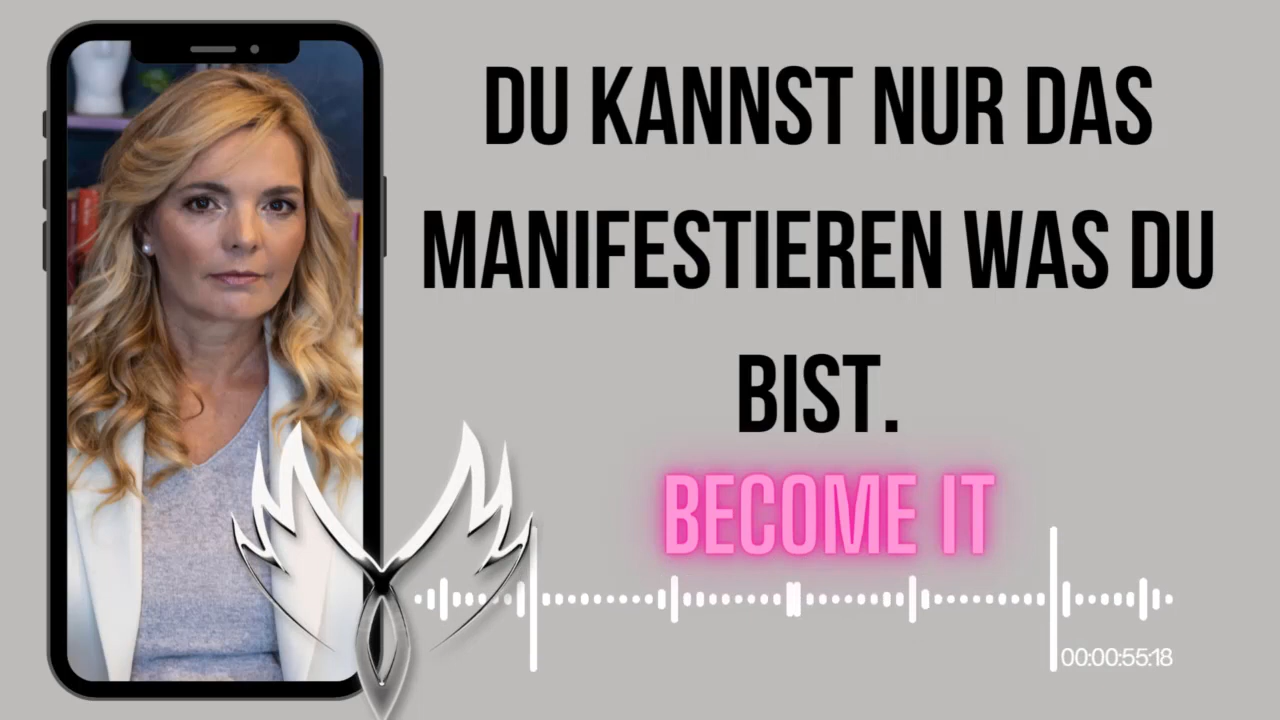 DU KANNST NUR DAS
MANIFESTIEREN WAS DU
BIST.
BECOME IT
00:00:55:18